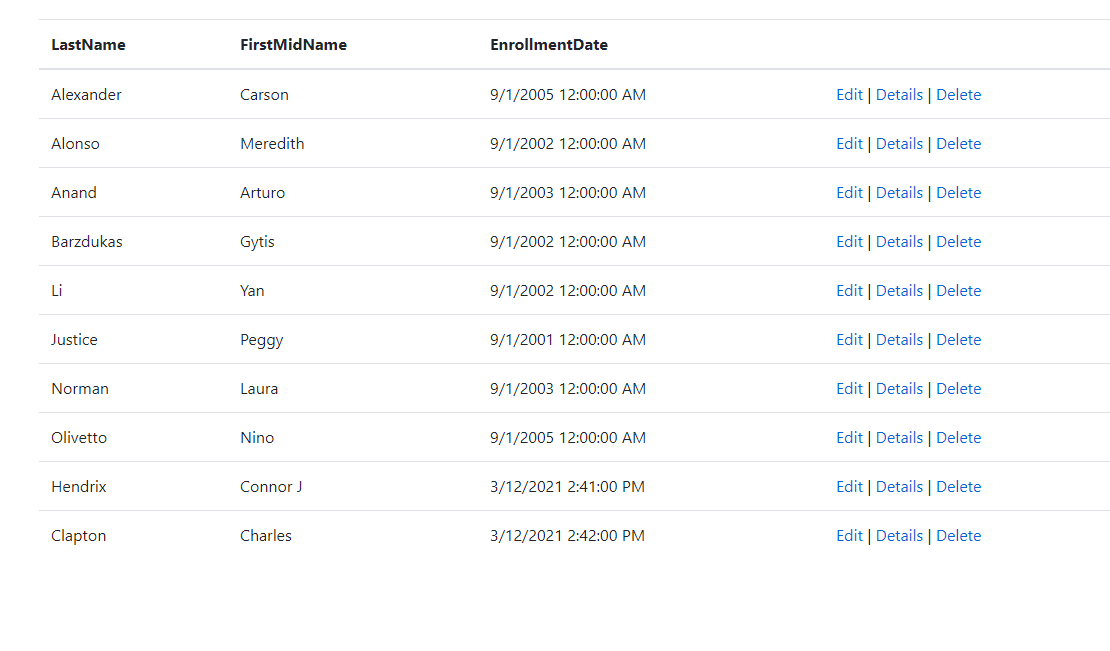 LastName FirstMidName EnrollmentDate
Alexander Carson 9/1/2005 12:00:00 AM Edit | Details | Delete
Alonso Meredith 9/1/2002 12:00:00 AM Edit | Details | Delete
Anand Arturo 9/1/2003 12:00:00 AM Edit | Details | Delete
Barzdukas Gytis 9/1/2002 12:00:00 AM Edit | Details | Delete
Li Yan 9/1/2002 12:00:00 AM Edit | Details | Delete
Justice Peggy 9/1/2001 12:00:00 AM Edit | Details | Delete
Norman Laura 9/1/2003 12:00:00 AM Edit | Details | Delete
Olivetto Nino 9/1/2005 12:00:00 AM Edit | Details | Delete
Hendrix Connor J 3/12/2021 2:41:00 PM Edit | Details | Delete
Clapton Charles 3/12/2021 2:42:00 PM Edit | Details | Delete